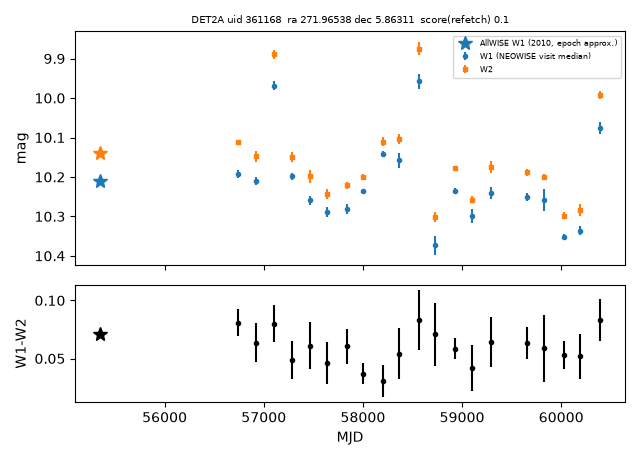 DET2A uid 361168 ra 271.96538 dec 5.86311 score(refetch) 0.1
AllWISE W1 (2010, epoch approx.)
W1 (NEOWISE visit median)
W2
mag
9.9
10.0
10.1
10.2
10.3
10.4
W1-W2
0.10
0.05
56000 57000 58000 59000 60000
MJD